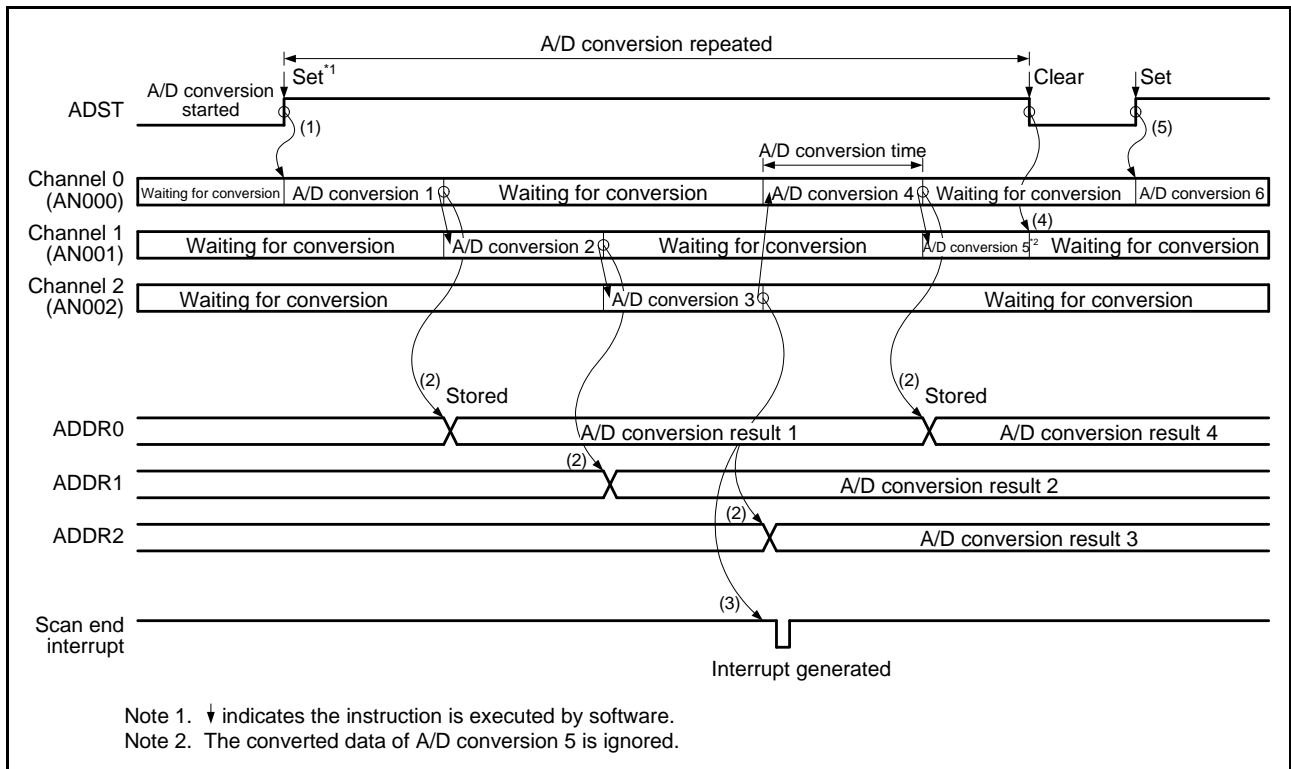 A/D conversion repeated
Set*1
Clear
Set
A/D conversion
started
ADST
(1)
(5)
A/D conversion time
Channel 0
(AN000)
Waiting for conversion
A/D conversion 1
Waiting for conversion
A/D conversion 4
Waiting for conversion
A/D conversion 6
(4)
Channel 1
(AN001)
Waiting for conversion
A/D conversion 2
Waiting for conversion
A/D conversion 5*2
Waiting for conversion
Channel 2
(AN002)
Waiting for conversion
A/D conversion 3
Waiting for conversion
(2)
Stored
(2)
Stored
ADDR0
A/D conversion result 1
A/D conversion result 4
(2)
ADDR1
A/D conversion result 2
(2)
ADDR2
A/D conversion result 3
(3)
Scan end
interrupt
Interrupt generated
Note 1. ↓ indicates the instruction is executed by software.
Note 2. The converted data of A/D conversion 5 is ignored.